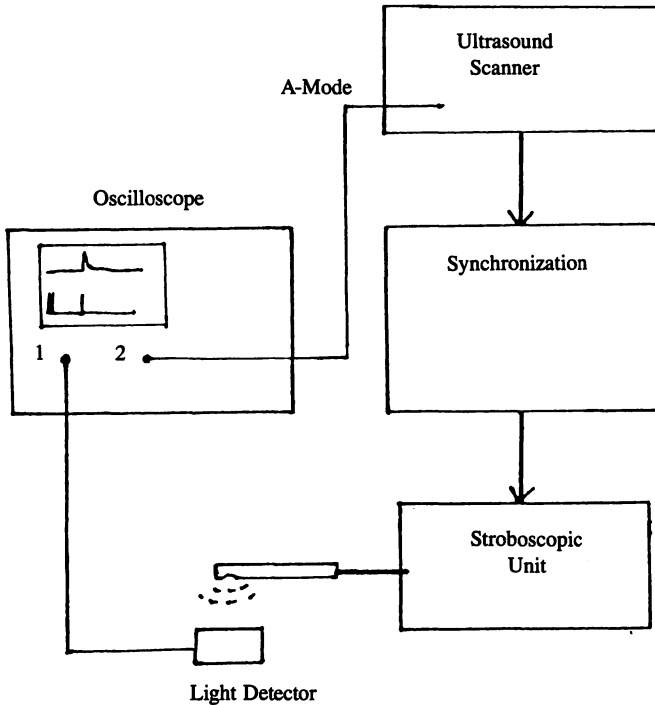 Ultrasound
Scanner
A-Mode
Oscilloscope
Synchronization
1 2
Stroboscopic
Unit
Light Detector